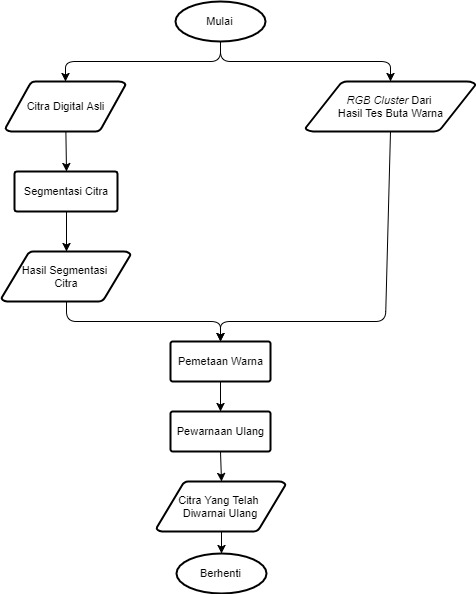 Mulai
Citra Digital Asli
RGB Cluster Dari
Hasil Tes Buta Warna
Segmentasi Citra
Hasil Segmentasi
Citra
Pemetaan Warna
Pewarnaan Ulang
Citra Yang Telah
Diwarnai Ulang
Berhenti